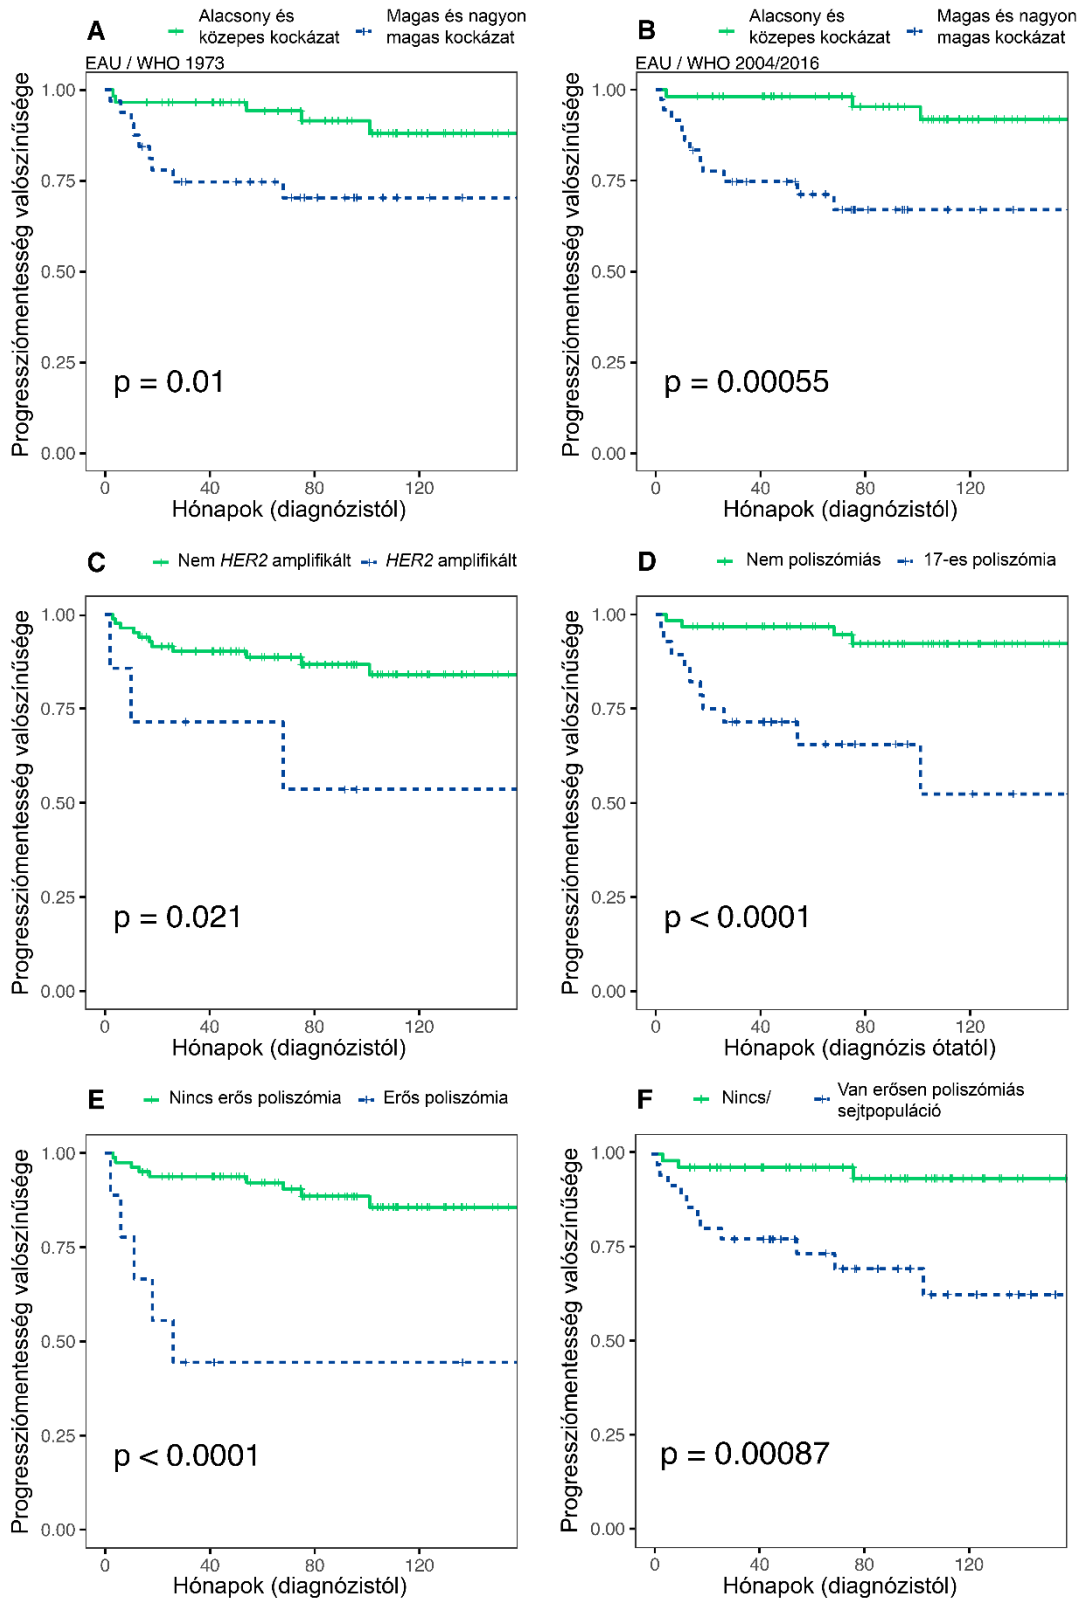 A
Alacsony és
közepes kockázat
Magas és nagyon
magas kockázat
EAU / WHO 1973
Progressziómentesség valószínűsége
1.00
0.75
0.50
0.25
0.00
p = 0.01
0 40 80 120
Hónapok (diagnózistól)
B
Alacsony és
közepes kockázat
Magas és nagyon
magas kockázat
EAU / WHO 2004/2016
Progressziómentesség valószínűsége
1.00
0.75
0.50
0.25
0.00
p = 0.00055
0 40 80 120
Hónapok (diagnózistól)
C
Nem HER2 amplifikált
HER2 amplifikált
Progressziómentesség valószínűsége
1.00
0.75
0.50
0.25
0.00
p = 0.021
0 40 80 120
Hónapok (diagnózistól)
D
Nem poliszómiás
17-es poliszómia
Progressziómentesség valószínűsége
1.00
0.75
0.50
0.25
0.00
p < 0.0001
0 40 80 120
Hónapok (diagnózis ótatól)
E
Nincs erős poliszómia
Erős poliszómia
Progressziómentesség valószínűsége
1.00
0.75
0.50
0.25
0.00
p < 0.0001
0 40 80 120
Hónapok (diagnózistól)
F
Nincs/
Van erősen poliszómiás
sejtpopuláció
Progressziómentesség valószínűsége
1.00
0.75
0.50
0.25
0.00
p = 0.00087
0 40 80 120
Hónapok (diagnózistól)